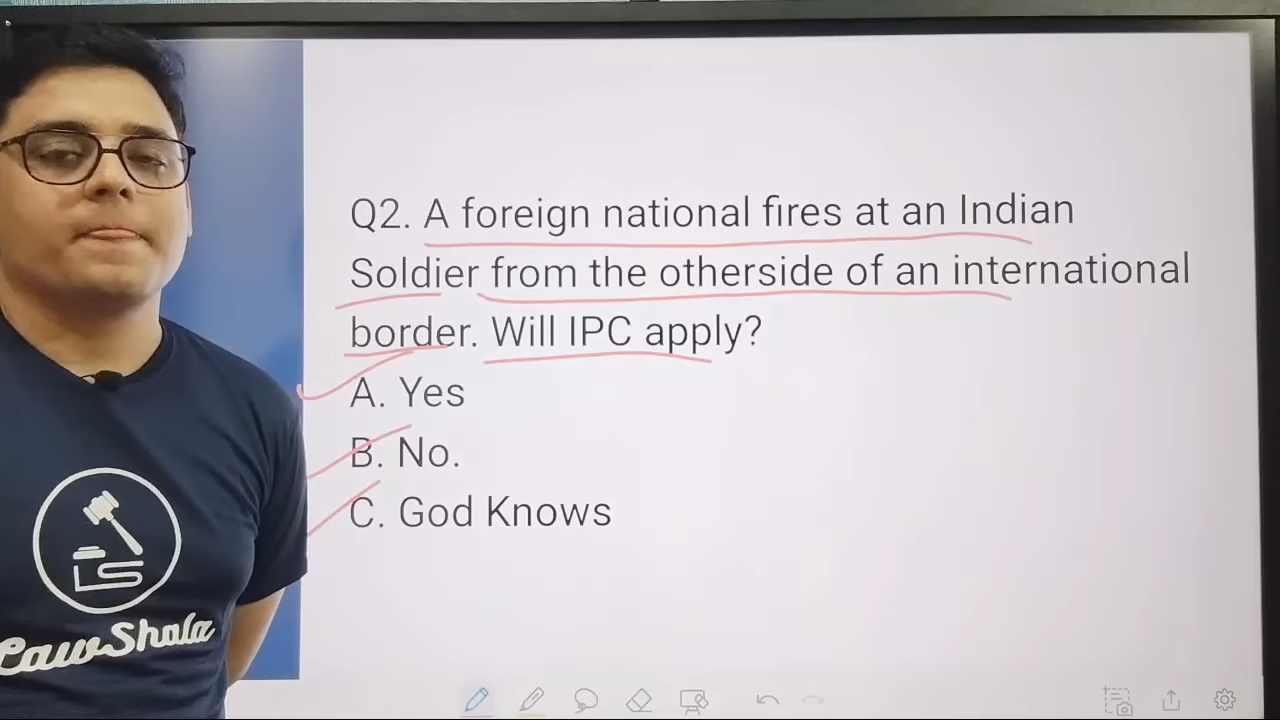 Q2. A foreign national fires at an Indian
Soldier from the otherside of an international
border. Will IPC apply?
A. Yes
B. No.
C. God Knows
LS
LawShala